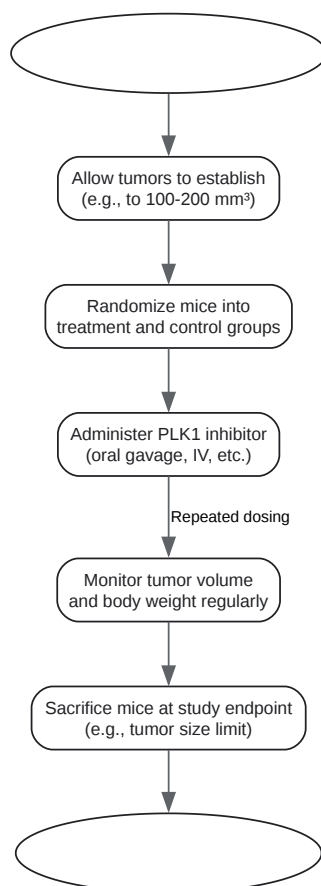 Allow tumors to establish
(e.g., to 100-200 mm³)
Randomize mice into
treatment and control groups
Administer PLK1 inhibitor
(oral gavage, IV, etc.)
Repeated dosing
Monitor tumor volume
and body weight regularly
Sacrifice mice at study endpoint
(e.g., tumor size limit)